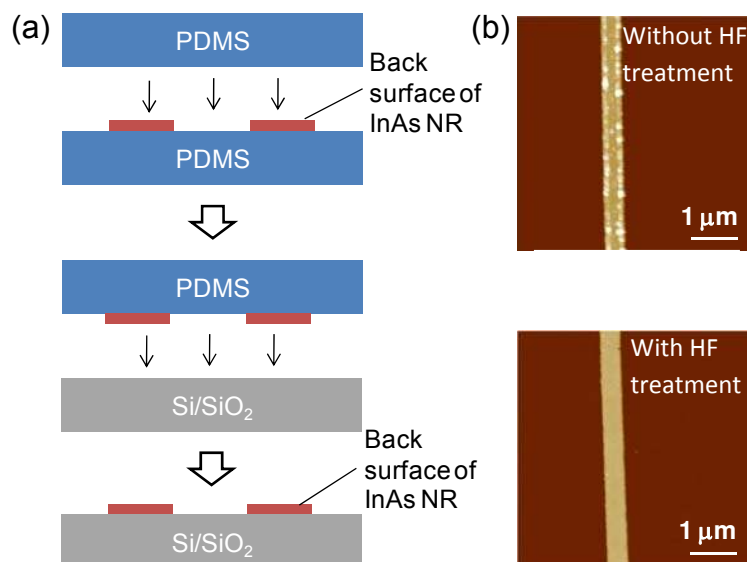 (a)
PDMS
Back
surface of
InAs NR
PDMS
PDMS
Si/SiO₂
Back
surface of
InAs NR
Si/SiO₂
(b)
Without HF
treatment
1 μm
With HF
treatment
1 μm